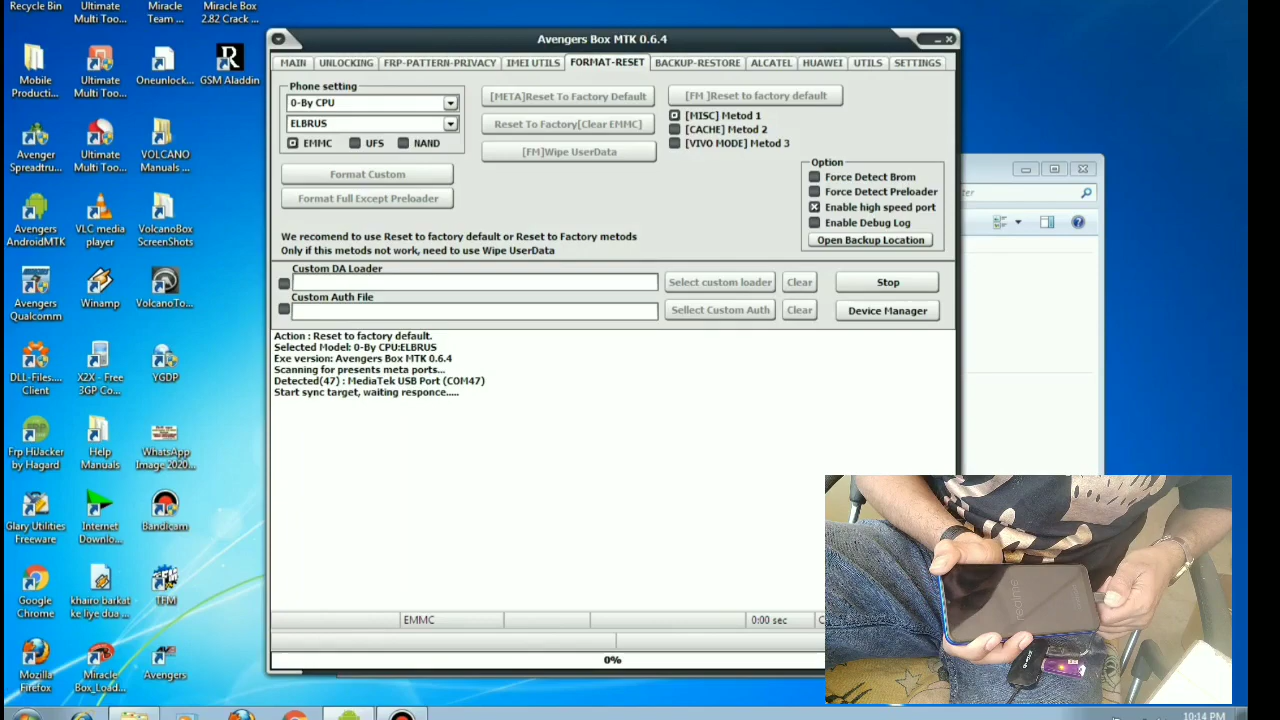 Recycle Bin
Ultimate
Multi Too...
Miracle
Team ...
Miracle Box
2.82 Crack ...
Mobile
Producti...
Ultimate
Multi Too...
Oneunlock...
GSM Aladdin
Avenger
Spreadtru...
Ultimate
Multi Too...
VOLCANO
Manuals ...
Avengers
AndroidMTK
VLC media
player
VolcanoBox
ScreenShots
Avengers
Qualcomm
Winamp
VolcanoTo...
DLL-Files....
Client
X2X - Free
3GP Co...
YGDP
Frp HiJacker
by Hagard
Help
Manuals
WhatsApp
Image 2020...
Glary Utilities
Freeware
Internet
Downlo...
Bandicam
Google
Chrome
khairo barkat
ke liye dua ...
TFM
Mozilla
Firefox
Miracle
Box_Load...
Avengers
Avengers Box MTK 0.6.4
MAIN UNLOCKING FRP-PATTERN-PRIVACY IMEI UTILS FORMAT-RESET BACKUP-RESTORE ALCATEL HUAWEI UTILS SETTINGS
Phone setting
0-By CPU
ELBRUS
EMMC UFS NAND
Format Custom
Format Full Except Preloader
[META]Reset To Factory Default
Reset To Factory[Clear EMMC]
[FM]Wipe UserData
[FM ]Reset to factory default
[MISC] Metod 1
[CACHE] Metod 2
[VIVO MODE] Metod 3
Option
Force Detect Brom
Force Detect Preloader
Enable high speed port
Enable Debug Log
Open Backup Location
We recomend to use Reset to factory default or Reset to Factory metods
Only if this metods not work, need to use Wipe UserData
Custom DA Loader
Select custom loader Clear Stop
Custom Auth File
Sellect Custom Auth Clear Device Manager
Action : Reset to factory default.
Selected Model: 0-By CPU:ELBRUS
Exe version: Avengers Box MTK 0.6.4
Scanning for presents meta ports...
Detected(47) : MediaTek USB Port (COM47)
Start sync target, waiting responce.....
EMMC 0:00 sec
0%
realme
10:14 PM